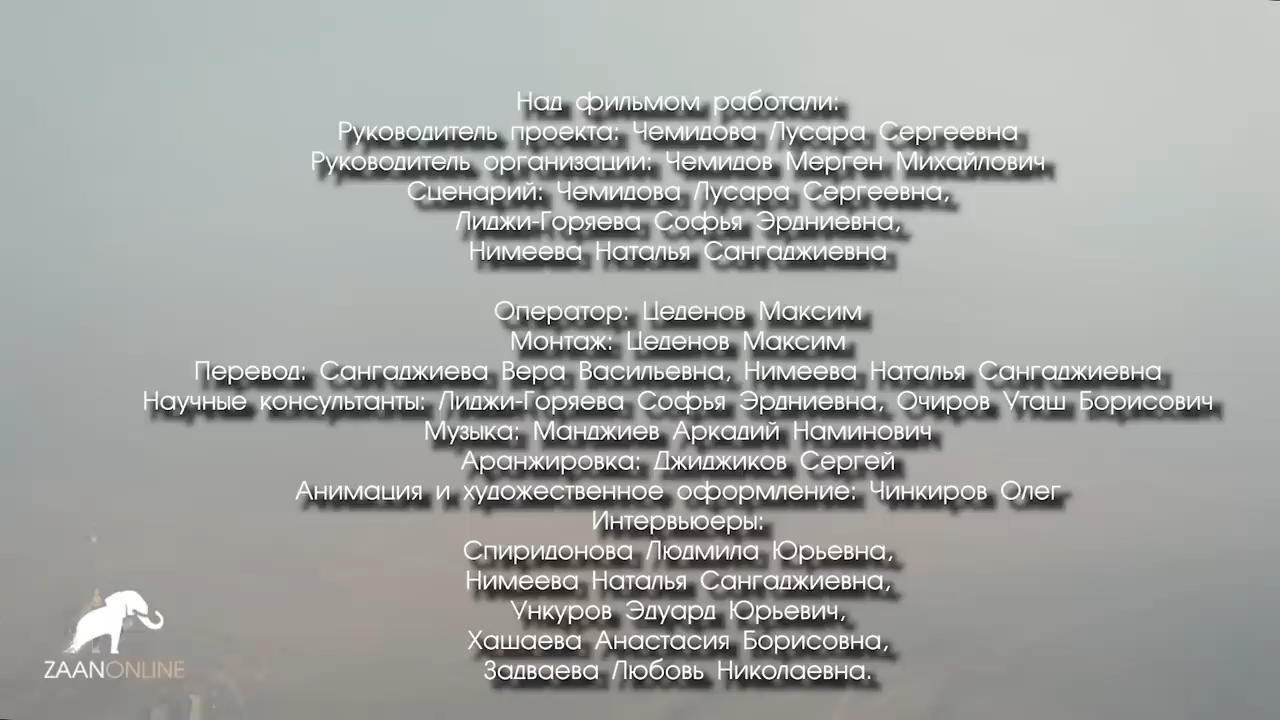 Над фильмом работали:
Руководитель проекта: Чемидова Лусара Сергеевна
Руководитель организации: Чемидов Мерген Михайлович
Сценарий: Чемидова Лусара Сергеевна,
Лиджи-Горяева Софья Эрдниевна,
Нимеева Наталья Сангаджиевна
Оператор: Цеденов Максим
Монтаж: Цеденов Максим
Перевод: Сангаджиева Вера Васильевна, Нимеева Наталья Сангаджиевна
Научные консультанты: Лиджи-Горяева Софья Эрдниевна, Очиров Уташ Борисович
Музыка: Манджиев Аркадий Наминович
Аранжировка: Джиджиков Сергей
Анимация и художественное оформление: Чинкиров Олег
Интервьюеры:
Спиридонова Людмила Юрьевна,
Нимеева Наталья Сангаджиевна,
Ункуров Эдуард Юрьевич,
Хашаева Анастасия Борисовна,
Задваева Любовь Николаевна.
ZAANONLINE